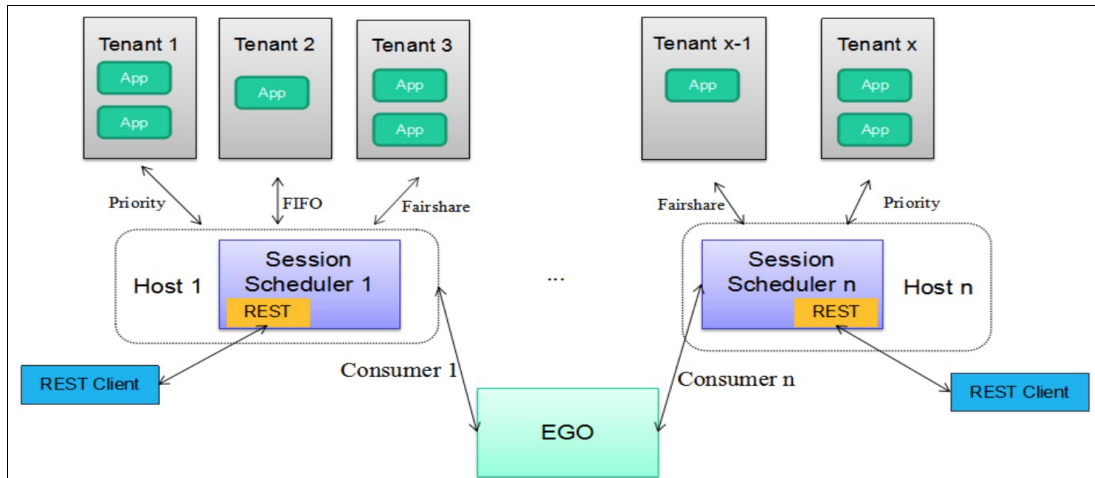 Tenant 1
App
App
Tenant 2
App
Tenant 3
App
App
Tenant x-1
App
Tenant x
App
App
Priority
FIFO
Fairshare
Fairshare
Priority
Host 1
Session
Scheduler 1
REST
...
Session
Scheduler n
REST
Host n
REST Client
Consumer 1
Consumer n
REST Client
EGO